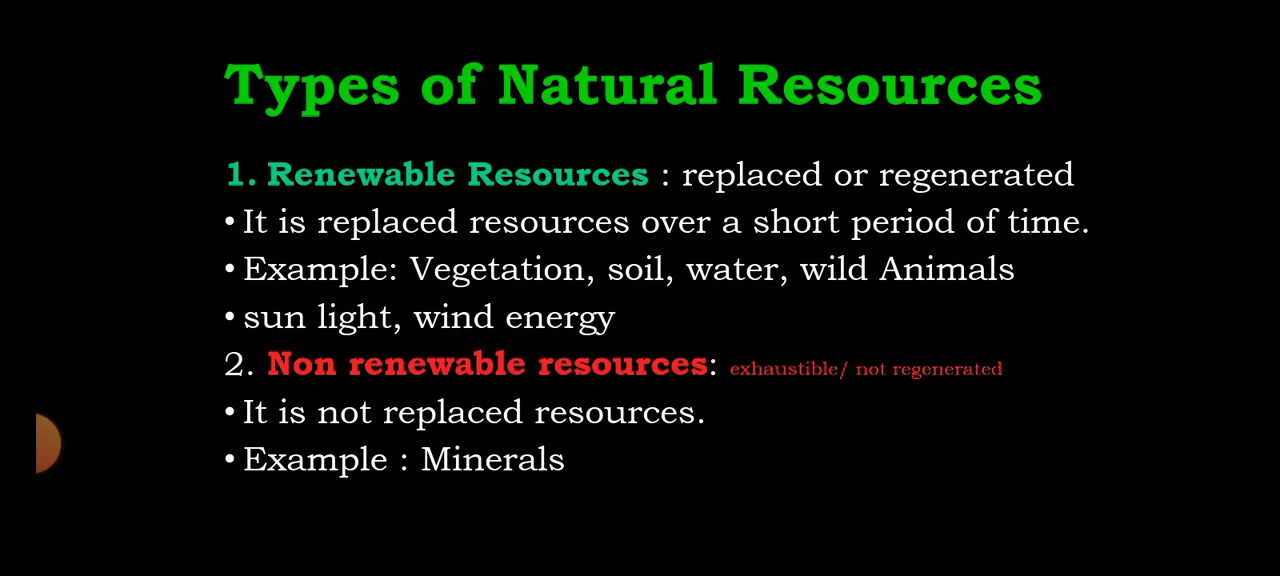 Types of Natural Resources
1. Renewable Resources : replaced or regenerated
• It is replaced resources over a short period of time.
• Example: Vegetation, soil, water, wild Animals
• sun light, wind energy
2. Non renewable resources: exhaustible/ not regenerated
• It is not replaced resources.
• Example : Minerals